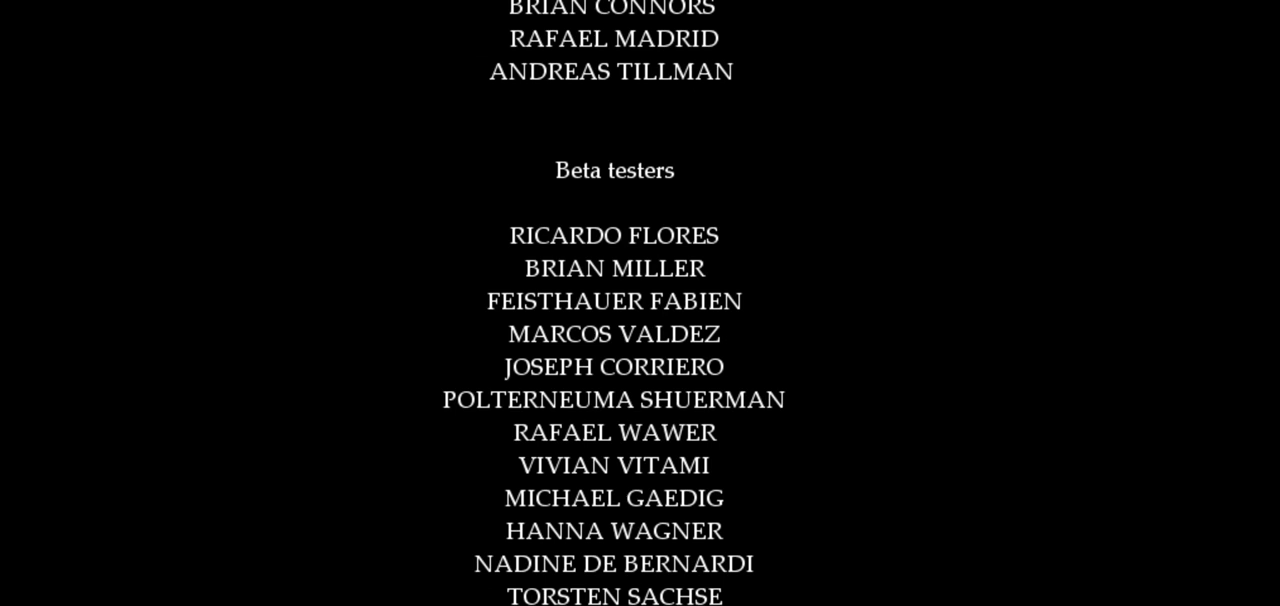 BRIAN CONNORS
RAFAEL MADRID
ANDREAS TILLMAN
Beta testers
RICARDO FLORES
BRIAN MILLER
FEISTHAUER FABIEN
MARCOS VALDEZ
JOSEPH CORRIERO
POLTERNEUMA SHUERMAN
RAFAEL WAWER
VIVIAN VITAMI
MICHAEL GAEDIG
HANNA WAGNER
NADINE DE BERNARDI
TORSTEN SACHSE